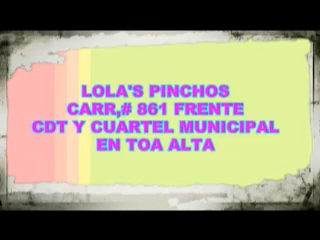 LOLA'S PINCHOS
CARR,# 861 FRENTE
CDT Y CUARTEL MUNICIPAL
EN TOA ALTA